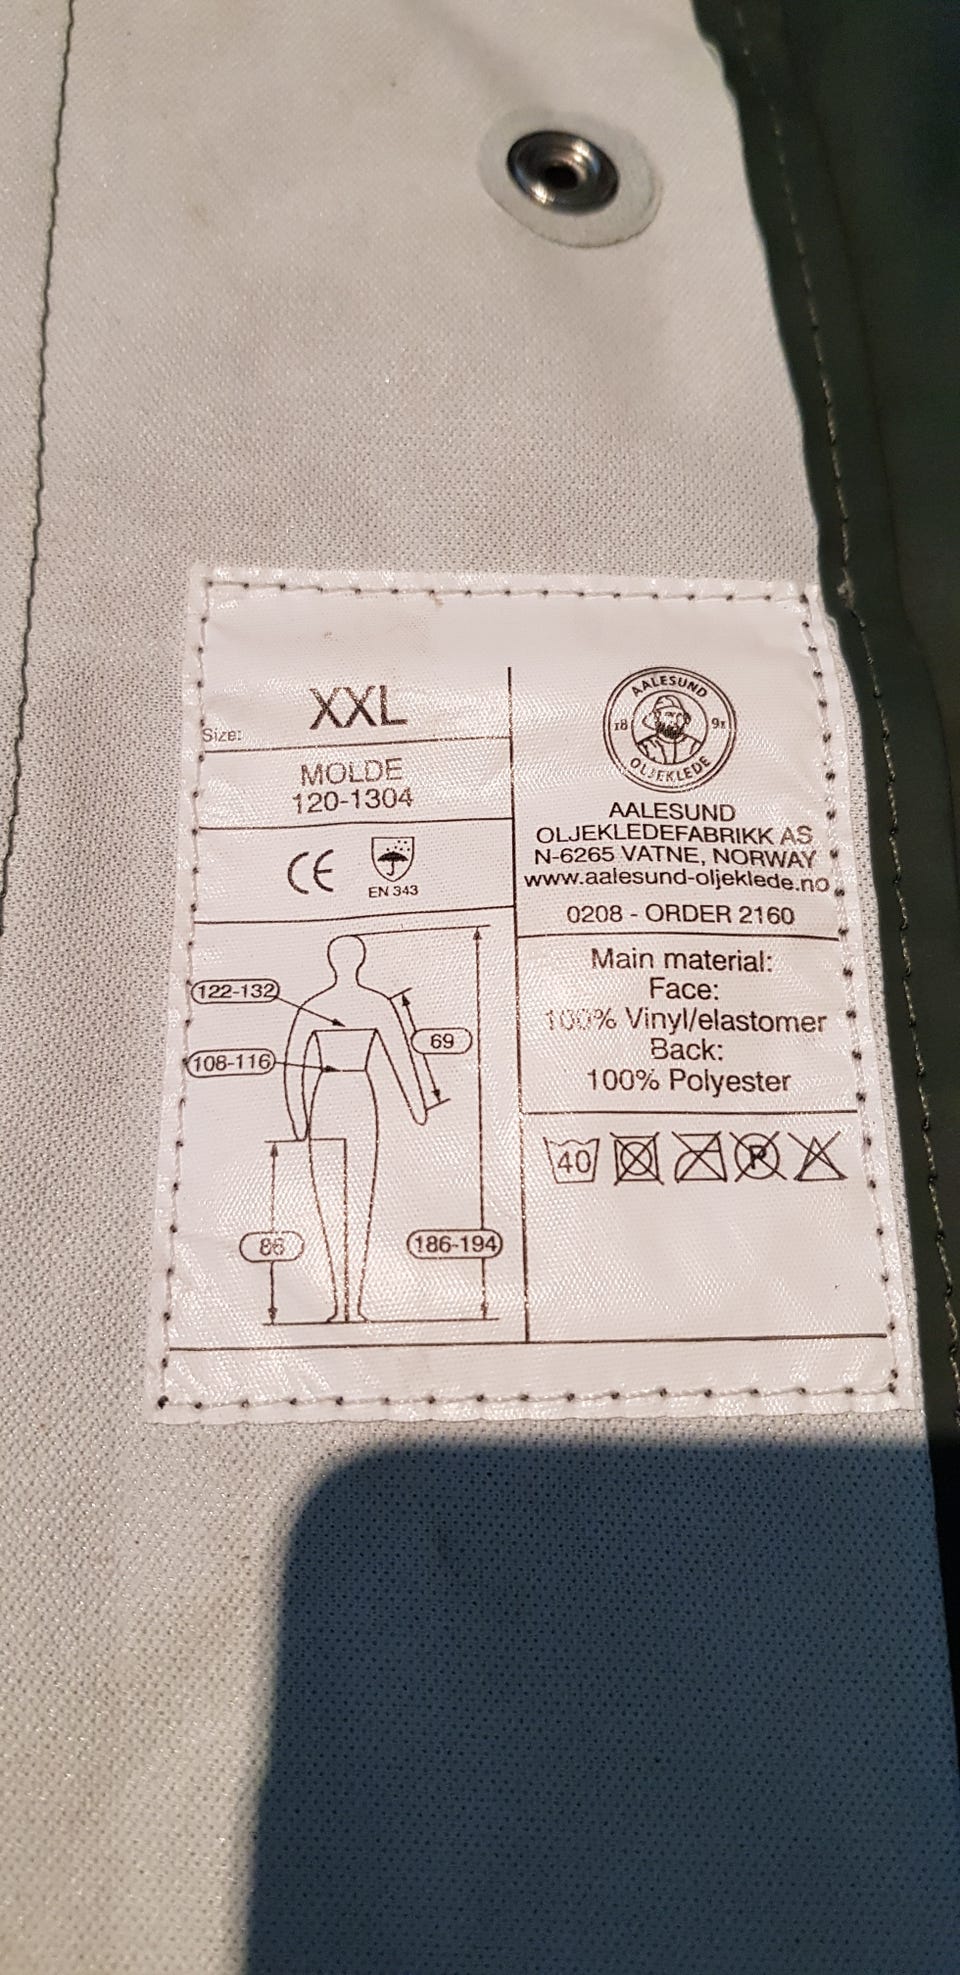 XXL
Size:
MOLDE
120-1304
CE
EN 343
122-132
69
108-116
86
186-194
AALESUND
18 91
OLJEKLEDE
AALESUND
OLJEKLEDEFABRIKK AS
N-6265 VATNE, NORWAY
www.aalesund-oljeklede.no
0208 - ORDER 2160
Main material:
Face:
100% Vinyl/elastomer
Back:
100% Polyester
40
P